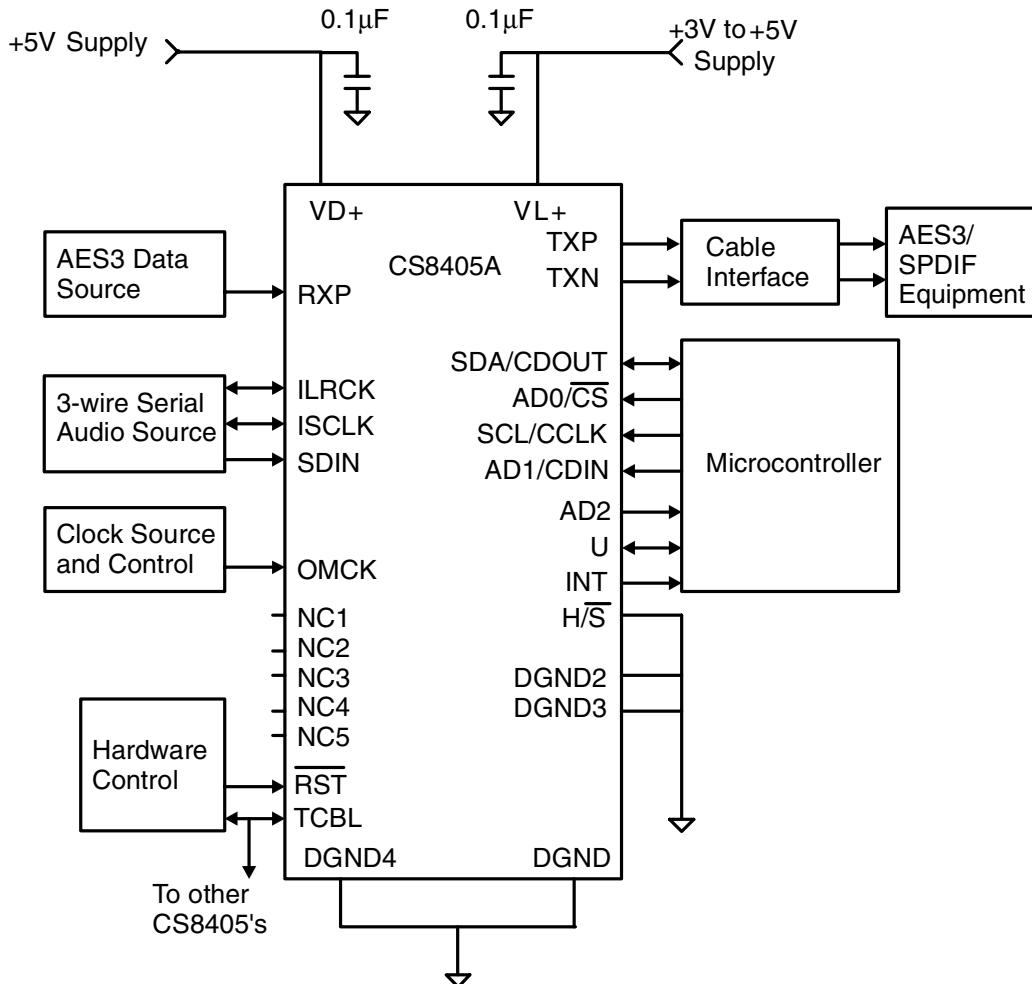 0.1µF
0.1µF
+5V Supply
+3V to +5V
Supply
VD+
VL+
CS8405A
AES3 Data
Source
RXP
TXP
TXN
Cable
Interface
AES3/
SPDIF
Equipment
3-wire Serial
Audio Source
ILRCK
ISCLK
SDIN
SDA/CDOUT
AD0/CS
SCL/CCLK
AD1/CDIN
AD2
U
INT
Microcontroller
Clock Source
and Control
OMCK
NC1
NC2
NC3
NC4
NC5
H/S
DGND2
DGND3
Hardware
Control
RST
TCBL
DGND4
DGND
To other
CS8405's